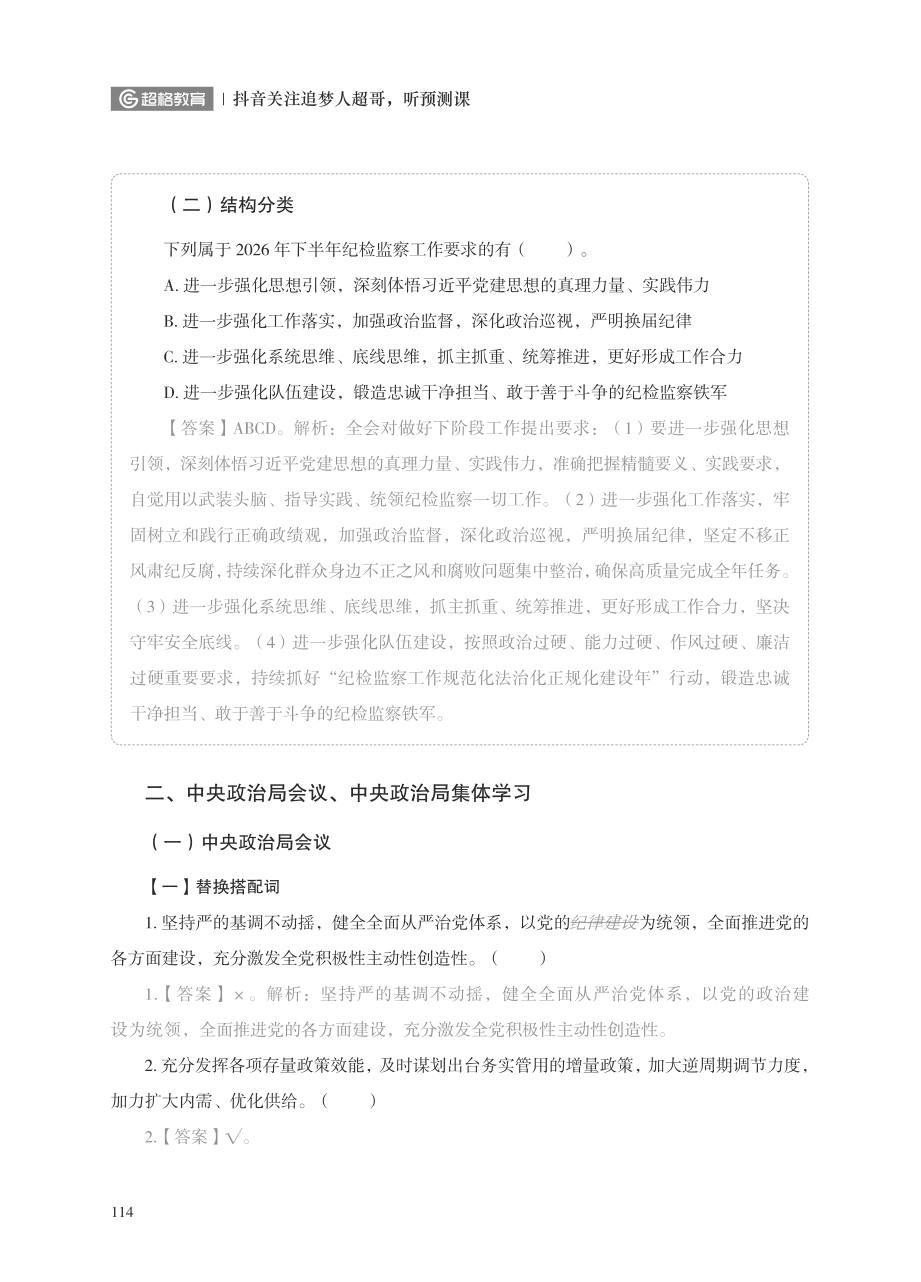 超格教育 | 抖音关注追梦人超哥，听预测课
（二）结构分类
下列属于 2026 年下半年纪检监察工作要求的有（　　）。
A. 进一步强化思想引领，深刻体悟习近平党建思想的真理力量、实践伟力
B. 进一步强化工作落实，加强政治监督，深化政治巡视，严明换届纪律
C. 进一步强化系统思维、底线思维，抓主抓重、统筹推进，更好形成工作合力
D. 进一步强化队伍建设，锻造忠诚干净担当、敢于善于斗争的纪检监察铁军
【答案】ABCD。解析：全会对做好下阶段工作提出要求：（1）要进一步强化思想
引领，深刻体悟习近平党建思想的真理力量、实践伟力，准确把握精髓要义、实践要求，
自觉用以武装头脑、指导实践、统领纪检监察一切工作。（2）进一步强化工作落实，牢
固树立和践行正确政绩观，加强政治监督，深化政治巡视，严明换届纪律，坚定不移正
风肃纪反腐，持续深化群众身边不正之风和腐败问题集中整治，确保高质量完成全年任务。
（3）进一步强化系统思维、底线思维，抓主抓重、统筹推进，更好形成工作合力，坚决
守牢安全底线。（4）进一步强化队伍建设，按照政治过硬、能力过硬、作风过硬、廉洁
过硬重要要求，持续抓好“纪检监察工作规范化法治化正规化建设年”行动，锻造忠诚
干净担当、敢于善于斗争的纪检监察铁军。
二、中央政治局会议、中央政治局集体学习
（一）中央政治局会议
【一】替换搭配词
1. 坚持严的基调不动摇，健全全面从严治党体系，以党的纪律建设为统领，全面推进党的
各方面建设，充分激发全党积极性主动性创造性。（　　）
1.【答案】×。解析：坚持严的基调不动摇，健全全面从严治党体系，以党的政治建
设为统领，全面推进党的各方面建设，充分激发全党积极性主动性创造性。
2. 充分发挥各项存量政策效能，及时谋划出台务实管用的增量政策，加大逆周期调节力度，
加力扩大内需、优化供给。（　　）
2.【答案】√。
114